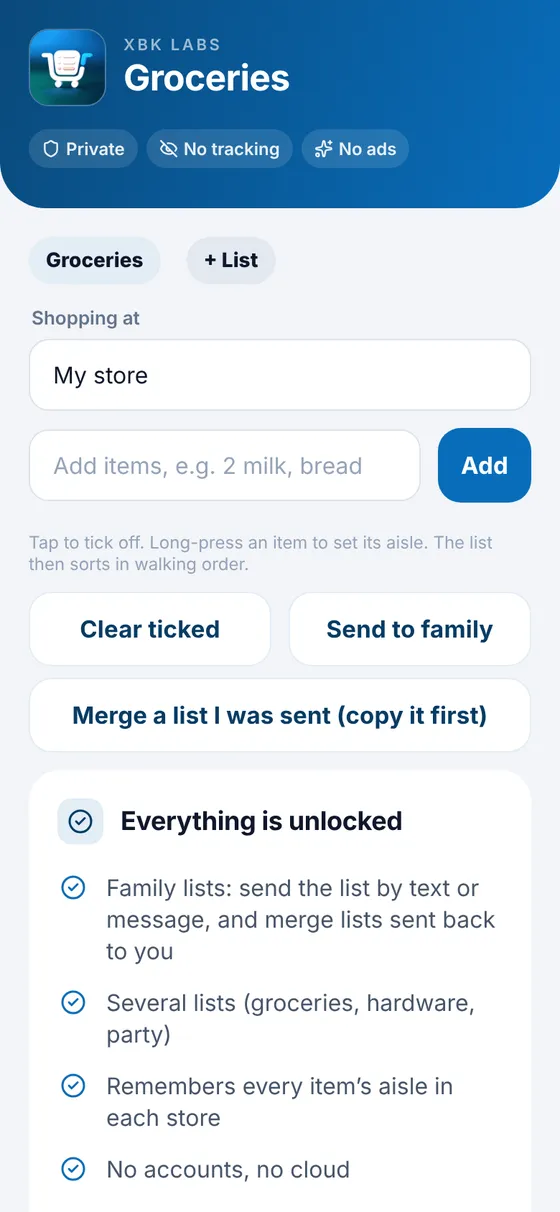 XBK LABS
Groceries
Private
No tracking
No ads
Groceries
+ List
Shopping at
My store
Add items, e.g. 2 milk, bread
Add
Tap to tick off. Long-press an item to set its aisle. The list
then sorts in walking order.
Clear ticked
Send to family
Merge a list I was sent (copy it first)
Everything is unlocked
Family lists: send the list by text or
message, and merge lists sent back
to you
Several lists (groceries, hardware,
party)
Remembers every item’s aisle in
each store
No accounts, no cloud